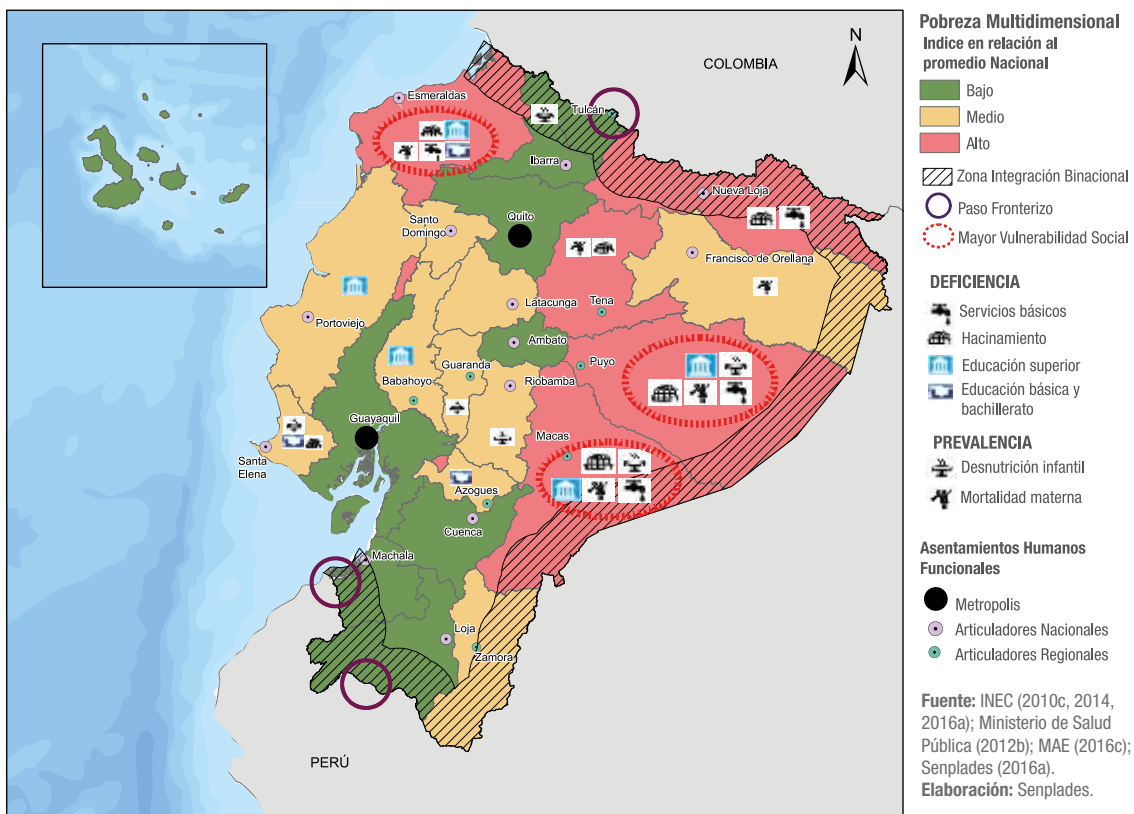 COLOMBIA
N
Esmeraldas
Tulcán
Ibarra
Nueva Loja
Santo
Domingo
Quito
Francisco de Orellana
Latacunga
Tena
Portoviejo
Ambato
Guaranda
Puyo
Babahoyo
Riobamba
Guayaquil
Macas
Santa
Elena
Azogues
Cuenca
Machala
Loja
Zamora
PERÚ
Pobreza Multidimensional
Indice en relación al
promedio Nacional
Bajo
Medio
Alto
Zona Integración Binacional
Paso Fronterizo
Mayor Vulnerabilidad Social
DEFICIENCIA
Servicios básicos
Hacinamiento
Educación superior
Educación básica y
bachillerato
PREVALENCIA
Desnutrición infantil
Mortalidad materna
Asentamientos Humanos
Funcionales
Metropolis
Articuladores Nacionales
Articuladores Regionales
Fuente: INEC (2010c, 2014,
2016a); Ministerio de Salud
Pública (2012b); MAE (2016c);
Senplades (2016a).
Elaboración: Senplades.